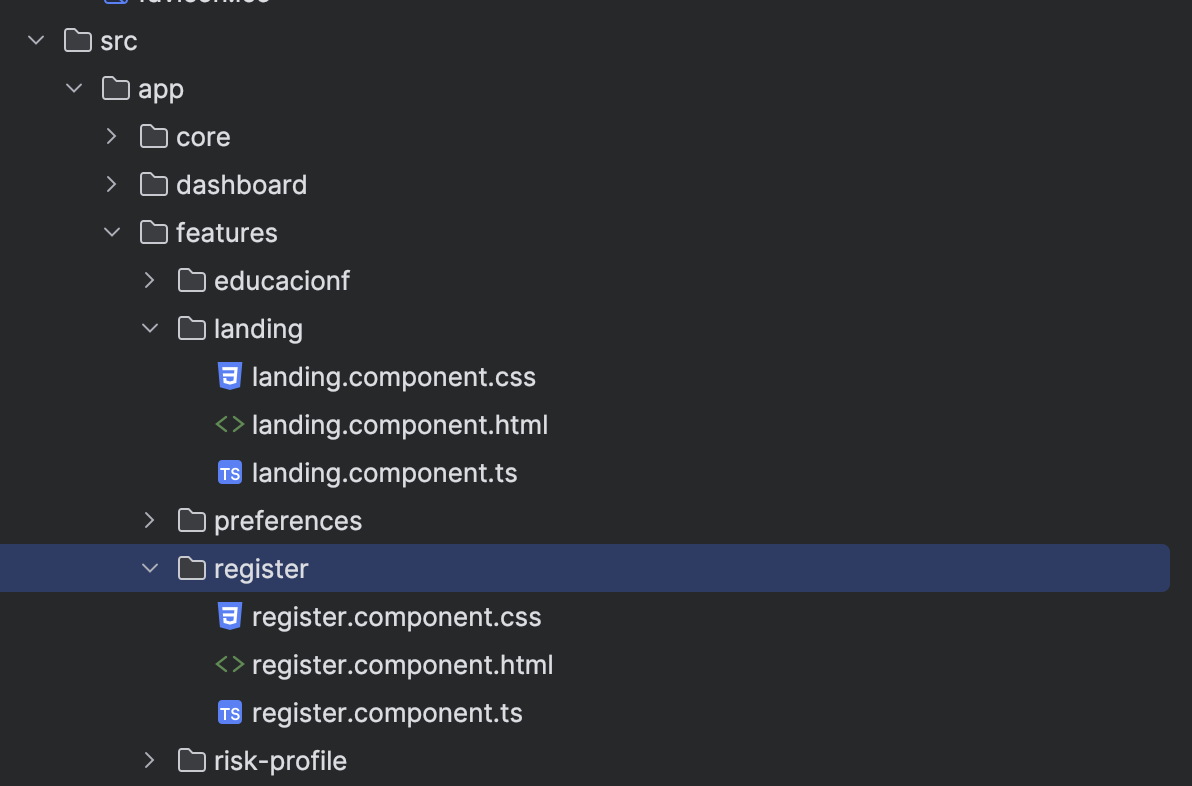 src
app
core
dashboard
features
educacionf
landing
landing.component.css
<> landing.component.html
TS landing.component.ts
preferences
register
register.component.css
<> register.component.html
TS register.component.ts
risk-profile